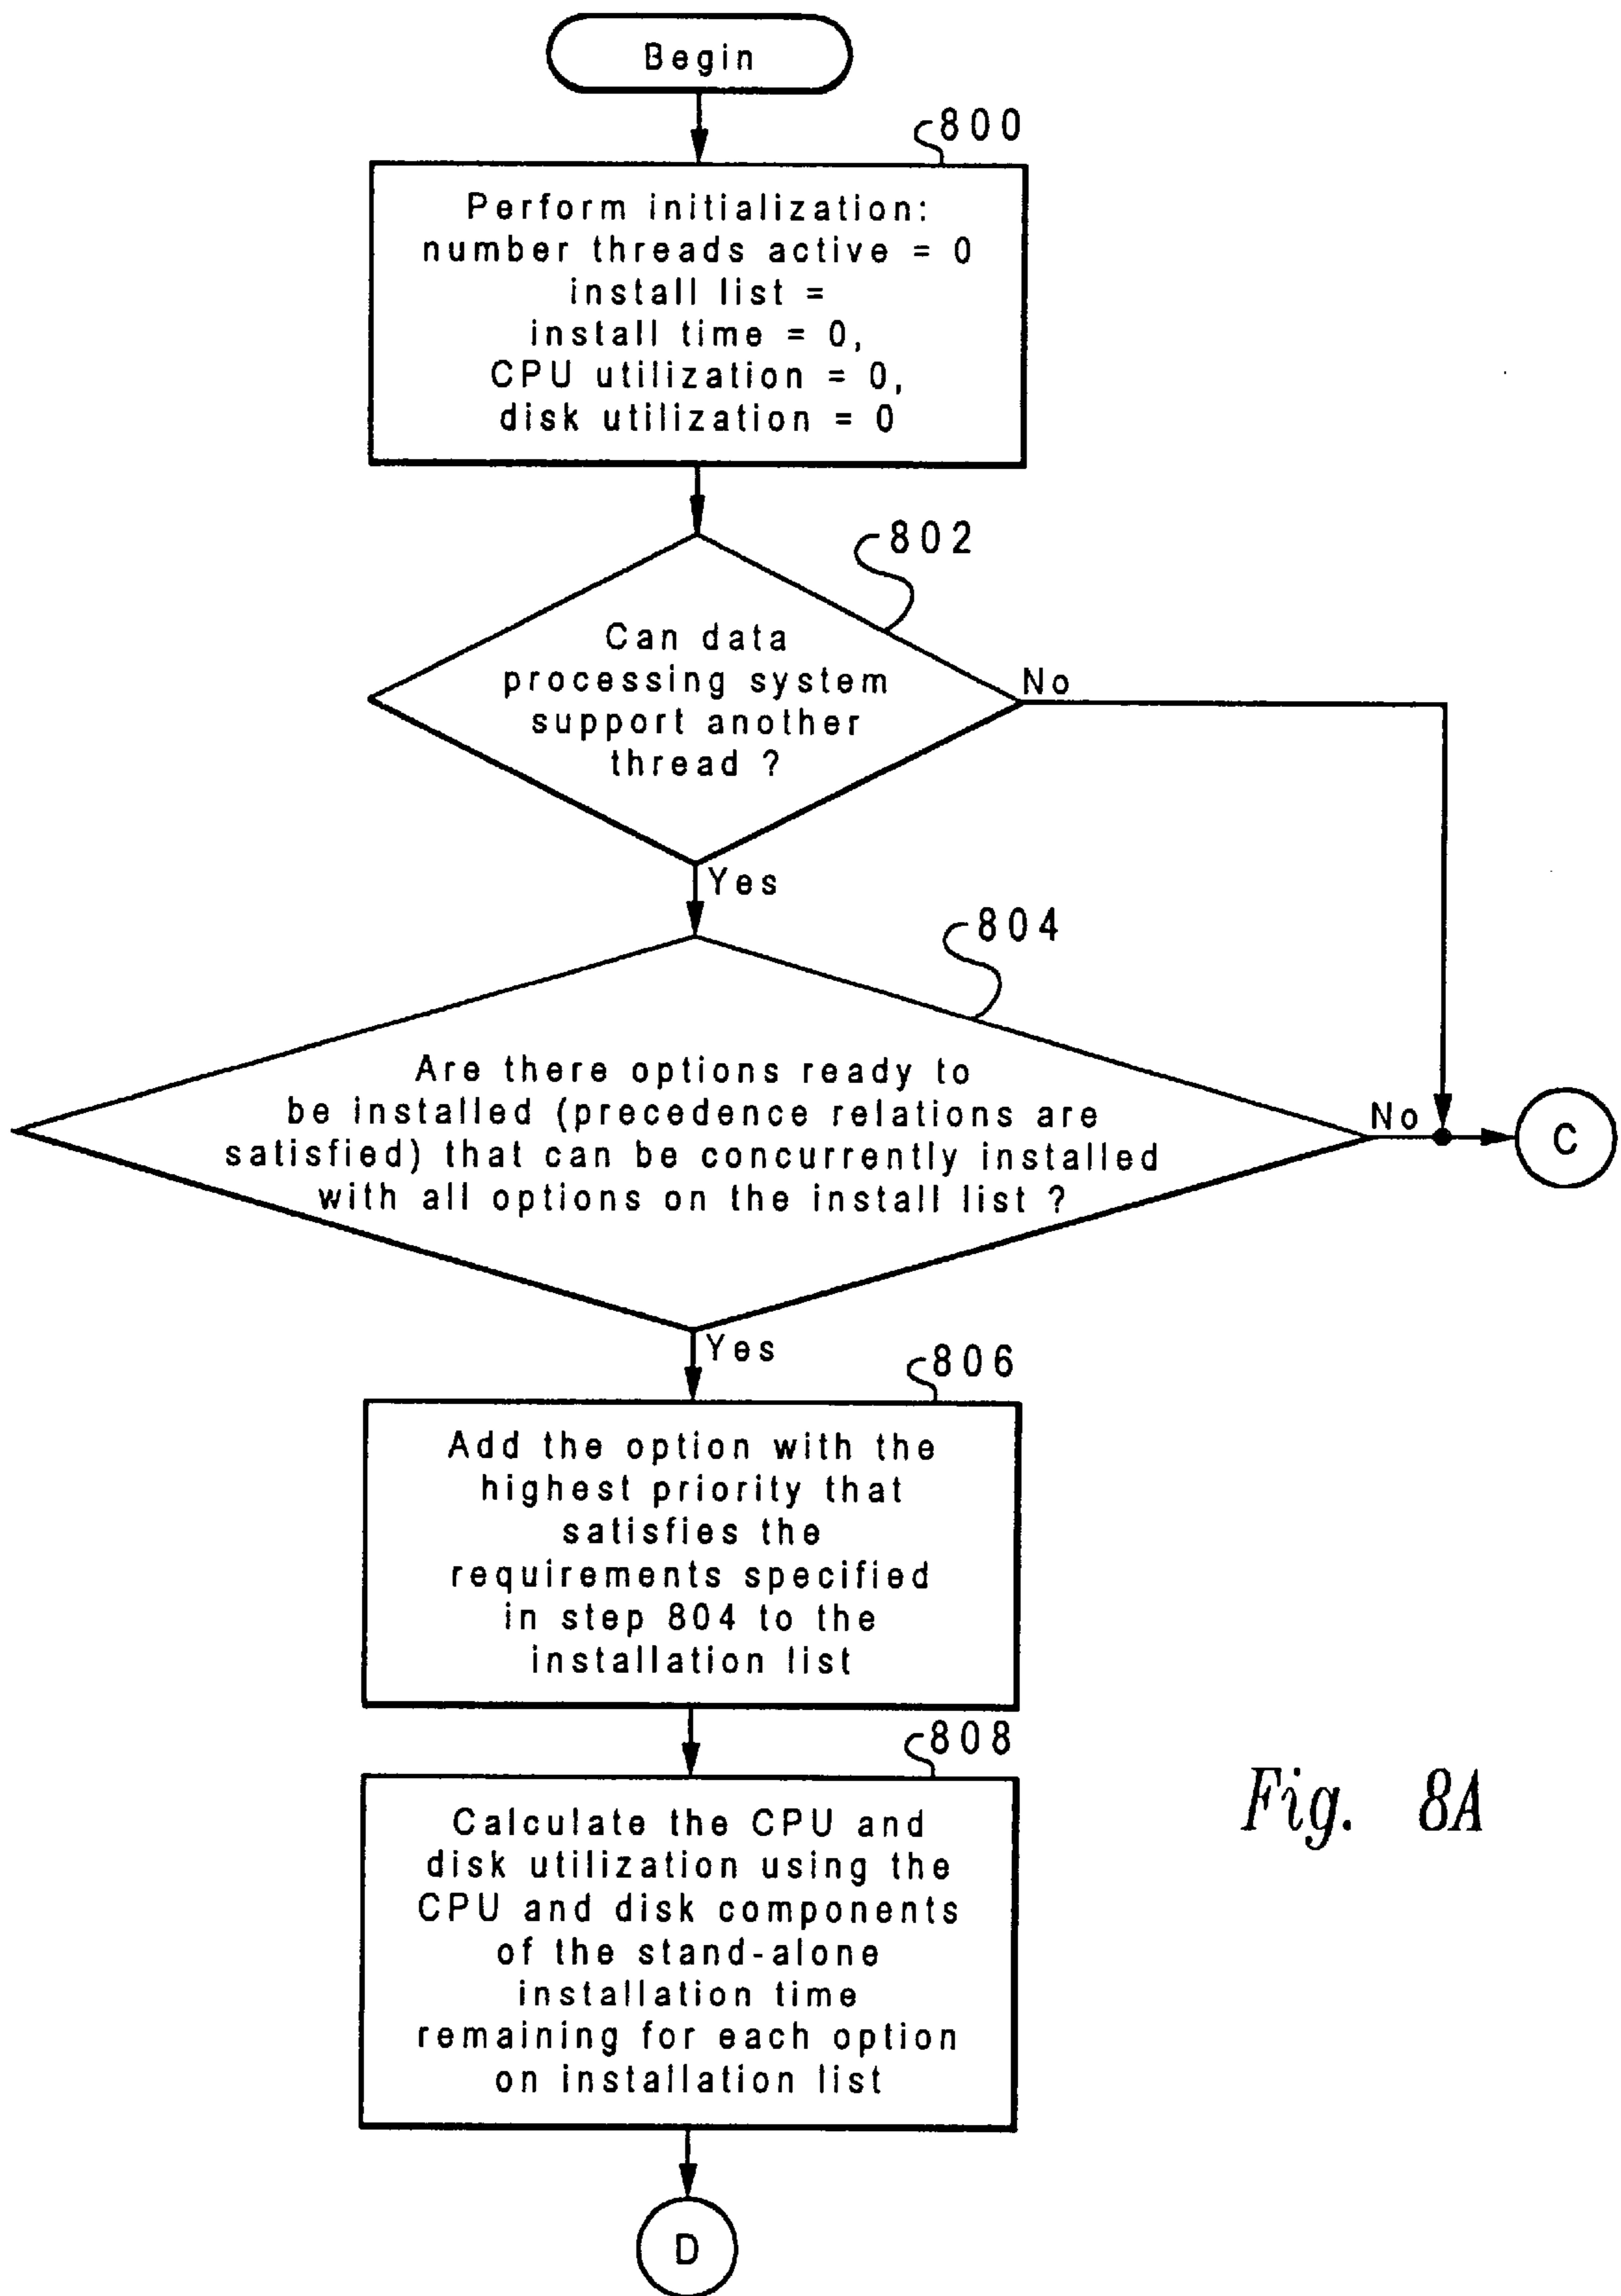 Begin
800
Perform initialization:
number threads active = 0
install list =
install time = 0,
CPU utilization = 0,
disk utilization = 0
802
Can data
processing system
support another
thread ?
No
Yes
804
Are there options ready to
be installed (precedence relations are
satisfied) that can be concurrently installed
with all options on the install list ?
No
C
Yes
806
Add the option with the
highest priority that
satisfies the
requirements specified
in step 804 to the
installation list
808
Calculate the CPU and
disk utilization using the
CPU and disk components
of the stand-alone
installation time
remaining for each option
on installation list
Fig. 8A
D